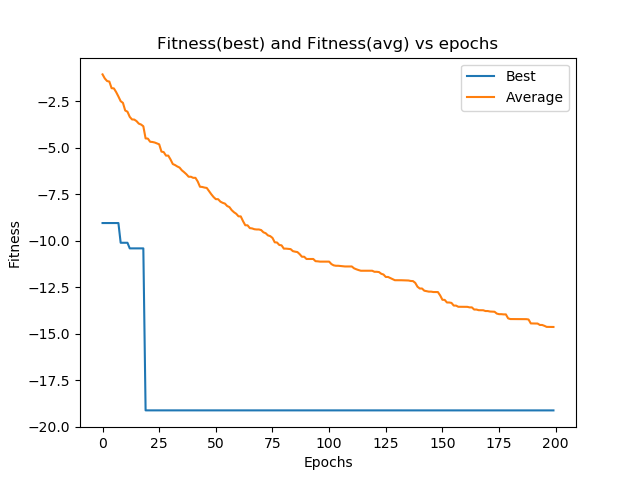 Fitness(best) and Fitness(avg) vs epochs
Best
Average
Fitness
−2.5
−5.0
−7.5
−10.0
−12.5
−15.0
−17.5
−20.0
0 25 50 75 100 125 150 175 200
Epochs